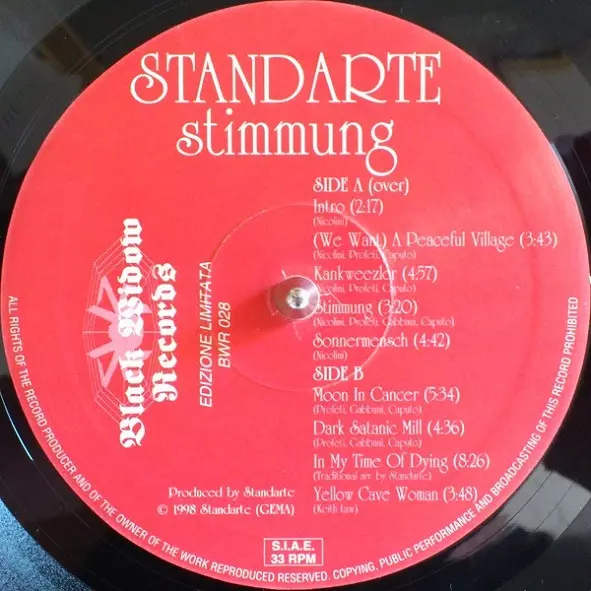 STANDARTE
stimmung
SIDE A (over)
Intro (2:17)
(Nicolini)
(We Want) A Peaceful Village (3:43)
(Nicolini, Profeti, Caputo)
Kankweezler (4:57)
(Nicolini, Profeti, Caputo)
Stimmung (3:20)
(Nicolini, Profeti, Gabbani, Caputo)
Sonnermensch (4:42)
(Nicolini)
SIDE B
Moon In Cancer (5:34)
(Profeti, Gabbani, Caputo)
Dark Satanic Mill (4:36)
(Profeti, Gabbani, Caputo)
In My Time Of Dying (8:26)
(Traditional arr by Standarte)
Yellow Cave Woman (3:48)
(Keith Law)
Black Widow
Records
EDIZIONE LIMITATA
BWR 028
Produced by Standarte
© 1998 Standarte (GEMA)
S.I.A.E.
33 RPM
ALL RIGHTS OF THE RECORD PRODUCER AND OF THE OWNER OF THE WORK REPRODUCED RESERVED. COPYING, PUBLIC PERFORMANCE AND BROADCASTING OF THIS RECORD PROHIBITED